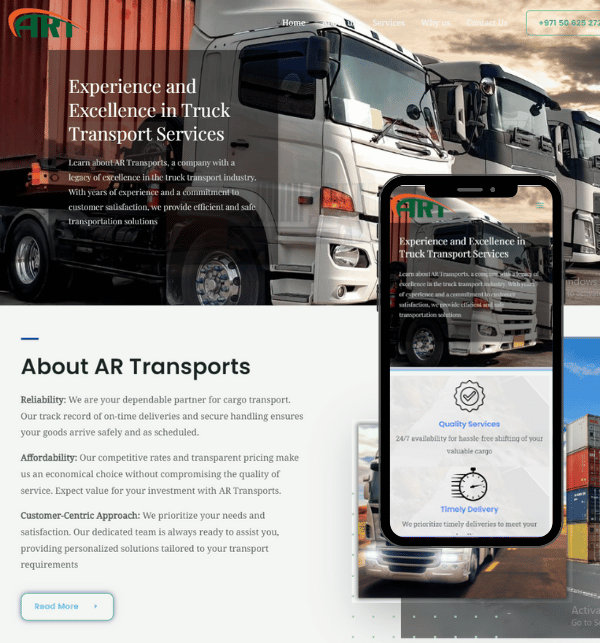 ART
Home About us Services Why us Contact Us
+971 50 625 272
Experience and
Excellence in Truck
Transport Services
Learn about AR Transports, a company with a
legacy of excellence in the truck transport industry.
With years of experience and a commitment to
customer satisfaction, we provide efficient and safe
transportation solutions
ART
Experience and Excellence in
Truck Transport Services
Learn about AR Transports, a company with a legacy of
excellence in the truck transport industry. With years
of experience and a commitment to customer
satisfaction, we provide efficient and safe
transportation solutions
Quality Services
24/7 availability for hassle-free shifting of your
valuable cargo
Timely Delivery
We prioritize timely deliveries to meet your
About AR Transports
Reliability: We are your dependable partner for cargo transport.
Our track record of on-time deliveries and secure handling ensures
your goods arrive safely and as scheduled.
Affordability: Our competitive rates and transparent pricing make
us an economical choice without compromising the quality of
service. Expect value for your investment with AR Transports.
Customer-Centric Approach: We prioritize your needs and
satisfaction. Our dedicated team is always ready to assist you,
providing personalized solutions tailored to your transport
requirements
Read More >
Activa
Go to Se